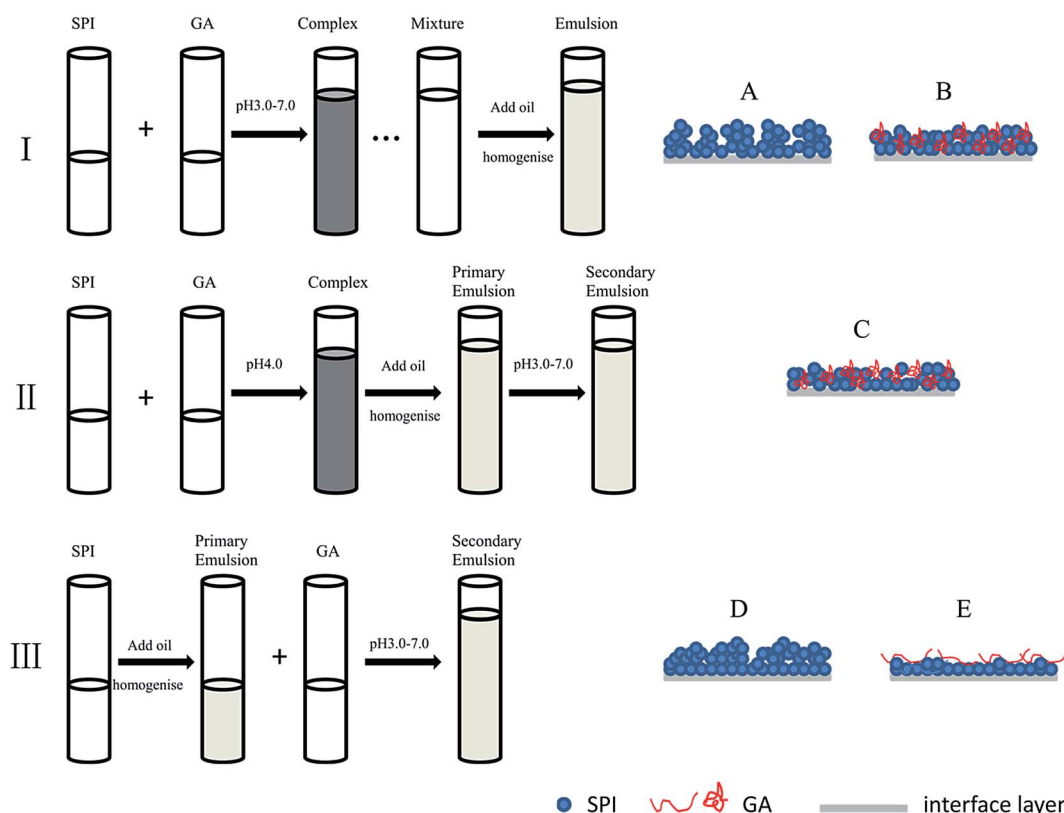 SPI GA Complex Mixture Emulsion
I + pH3.0-7.0 ... Add oil
homogenise
A B
SPI GA Complex Primary
Emulsion Secondary
Emulsion
II + pH4.0 Add oil
homogenise pH3.0-7.0
C
SPI Primary
Emulsion GA Secondary
Emulsion
III Add oil
homogenise + pH3.0-7.0
D E
SPI GA interface layer